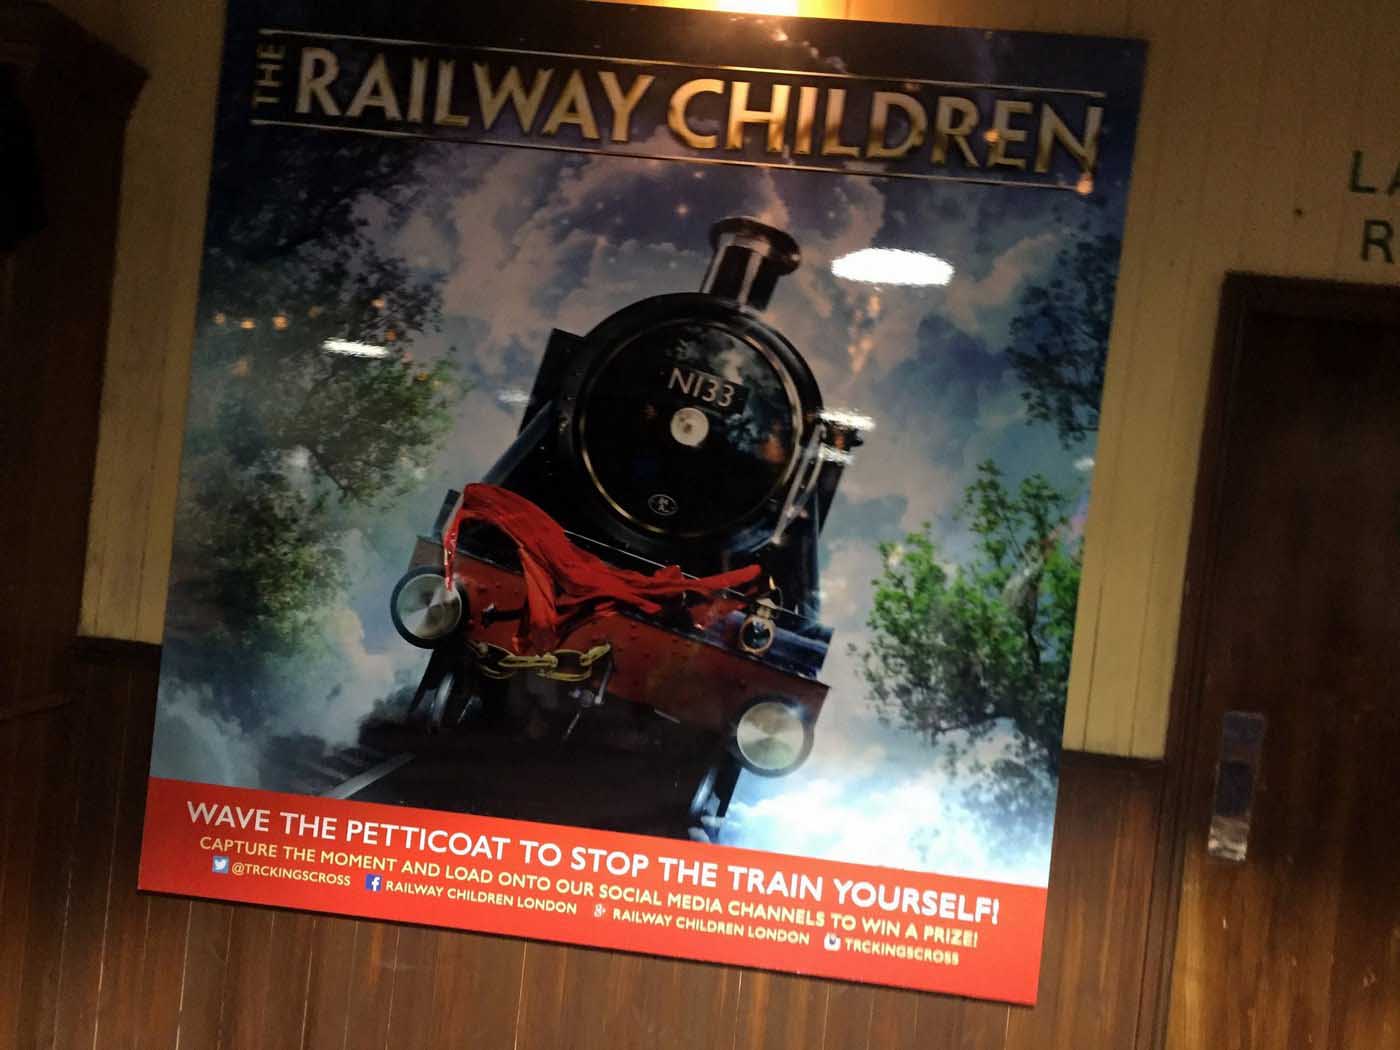 THE RAILWAY CHILDREN
LA
R
N133
WAVE THE PETTICOAT TO STOP THE TRAIN YOURSELF!
CAPTURE THE MOMENT AND LOAD ONTO OUR SOCIAL MEDIA CHANNELS TO WIN A PRIZE!
@TRCKINGSCROSS RAILWAY CHILDREN LONDON RAILWAY CHILDREN LONDON TRCKINGSCROSS